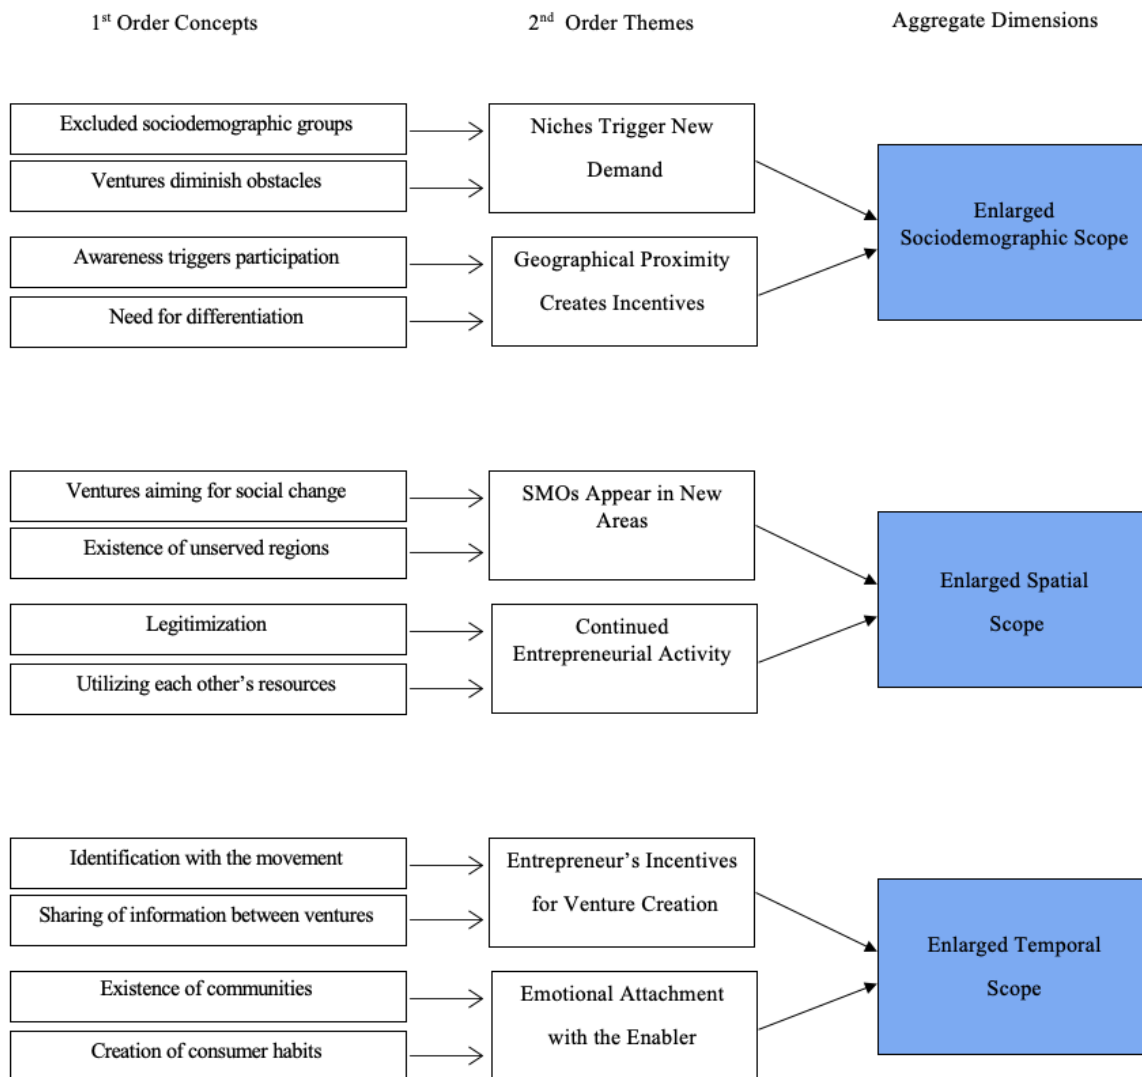 1st Order Concepts
2nd Order Themes
Aggregate Dimensions
Excluded sociodemographic groups
Ventures diminish obstacles
Niches Trigger New
Demand
Awareness triggers participation
Need for differentiation
Geographical Proximity
Creates Incentives
Enlarged
Sociodemographic Scope
Ventures aiming for social change
Existence of unserved regions
SMOs Appear in New
Areas
Legitimization
Utilizing each other’s resources
Continued
Entrepreneurial Activity
Enlarged Spatial
Scope
Identification with the movement
Sharing of information between ventures
Entrepreneur’s Incentives
for Venture Creation
Existence of communities
Creation of consumer habits
Emotional Attachment
with the Enabler
Enlarged Temporal
Scope